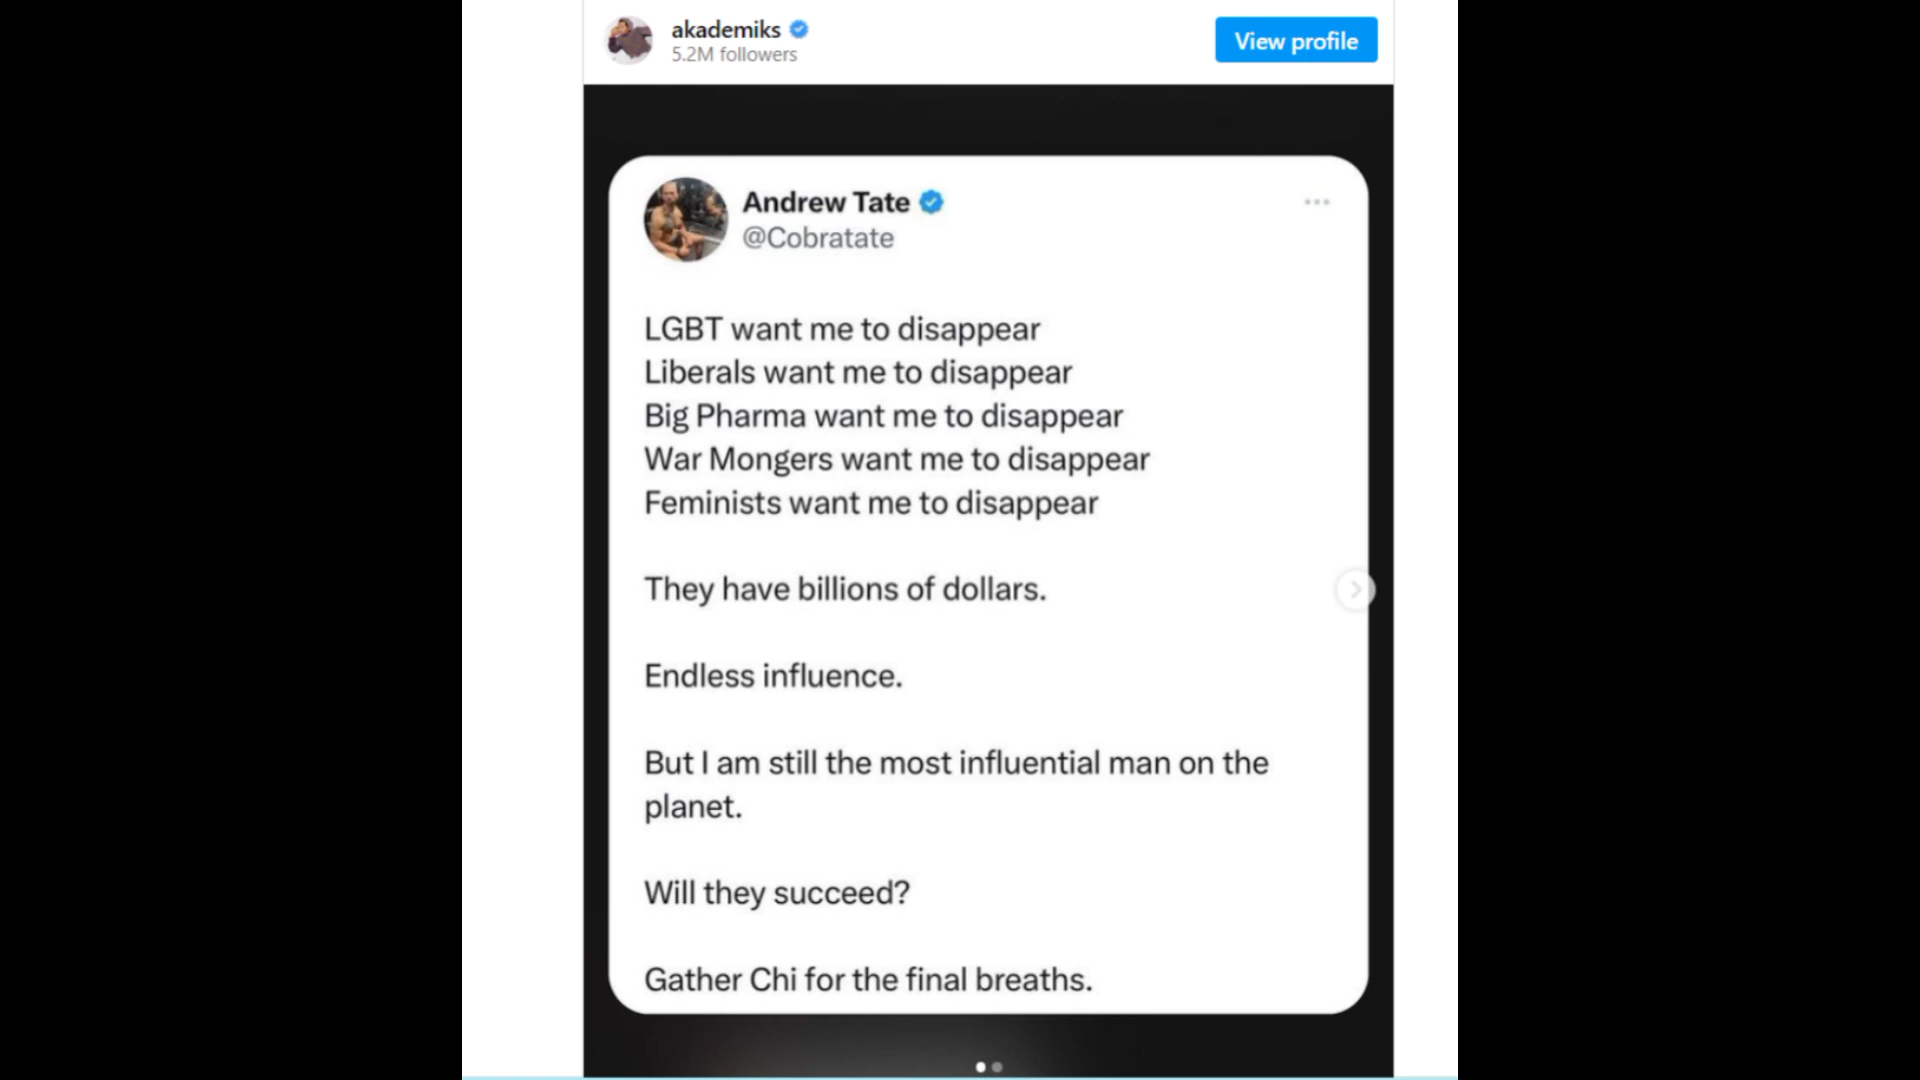 akademiks
5.2M followers
View profile
Andrew Tate
@Cobratate
LGBT want me to disappear
Liberals want me to disappear
Big Pharma want me to disappear
War Mongers want me to disappear
Feminists want me to disappear
They have billions of dollars.
Endless influence.
But I am still the most influential man on the
planet.
Will they succeed?
Gather Chi for the final breaths.